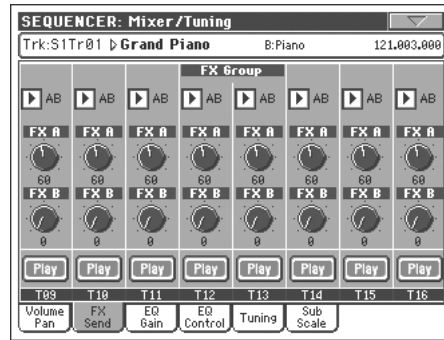 SEQUENCER: Mixer/Tuning
Trk:S1Tr01 Grand Piano B:Piano 121.003.000
FX Group
AB AB AB AB AB AB AB AB
FX A FX A FX A FX A FX A FX A FX A FX A
60 60 60 60 60 60 60 60
FX B FX B FX B FX B FX B FX B FX B FX B
0 0 0 0 0 0 0 0
Play Play Play Play Play Play Play Play
T09 T10 T11 T12 T13 T14 T15 T16
Volume Pan FX Send EQ Gain EQ Control Tuning Sub Scale